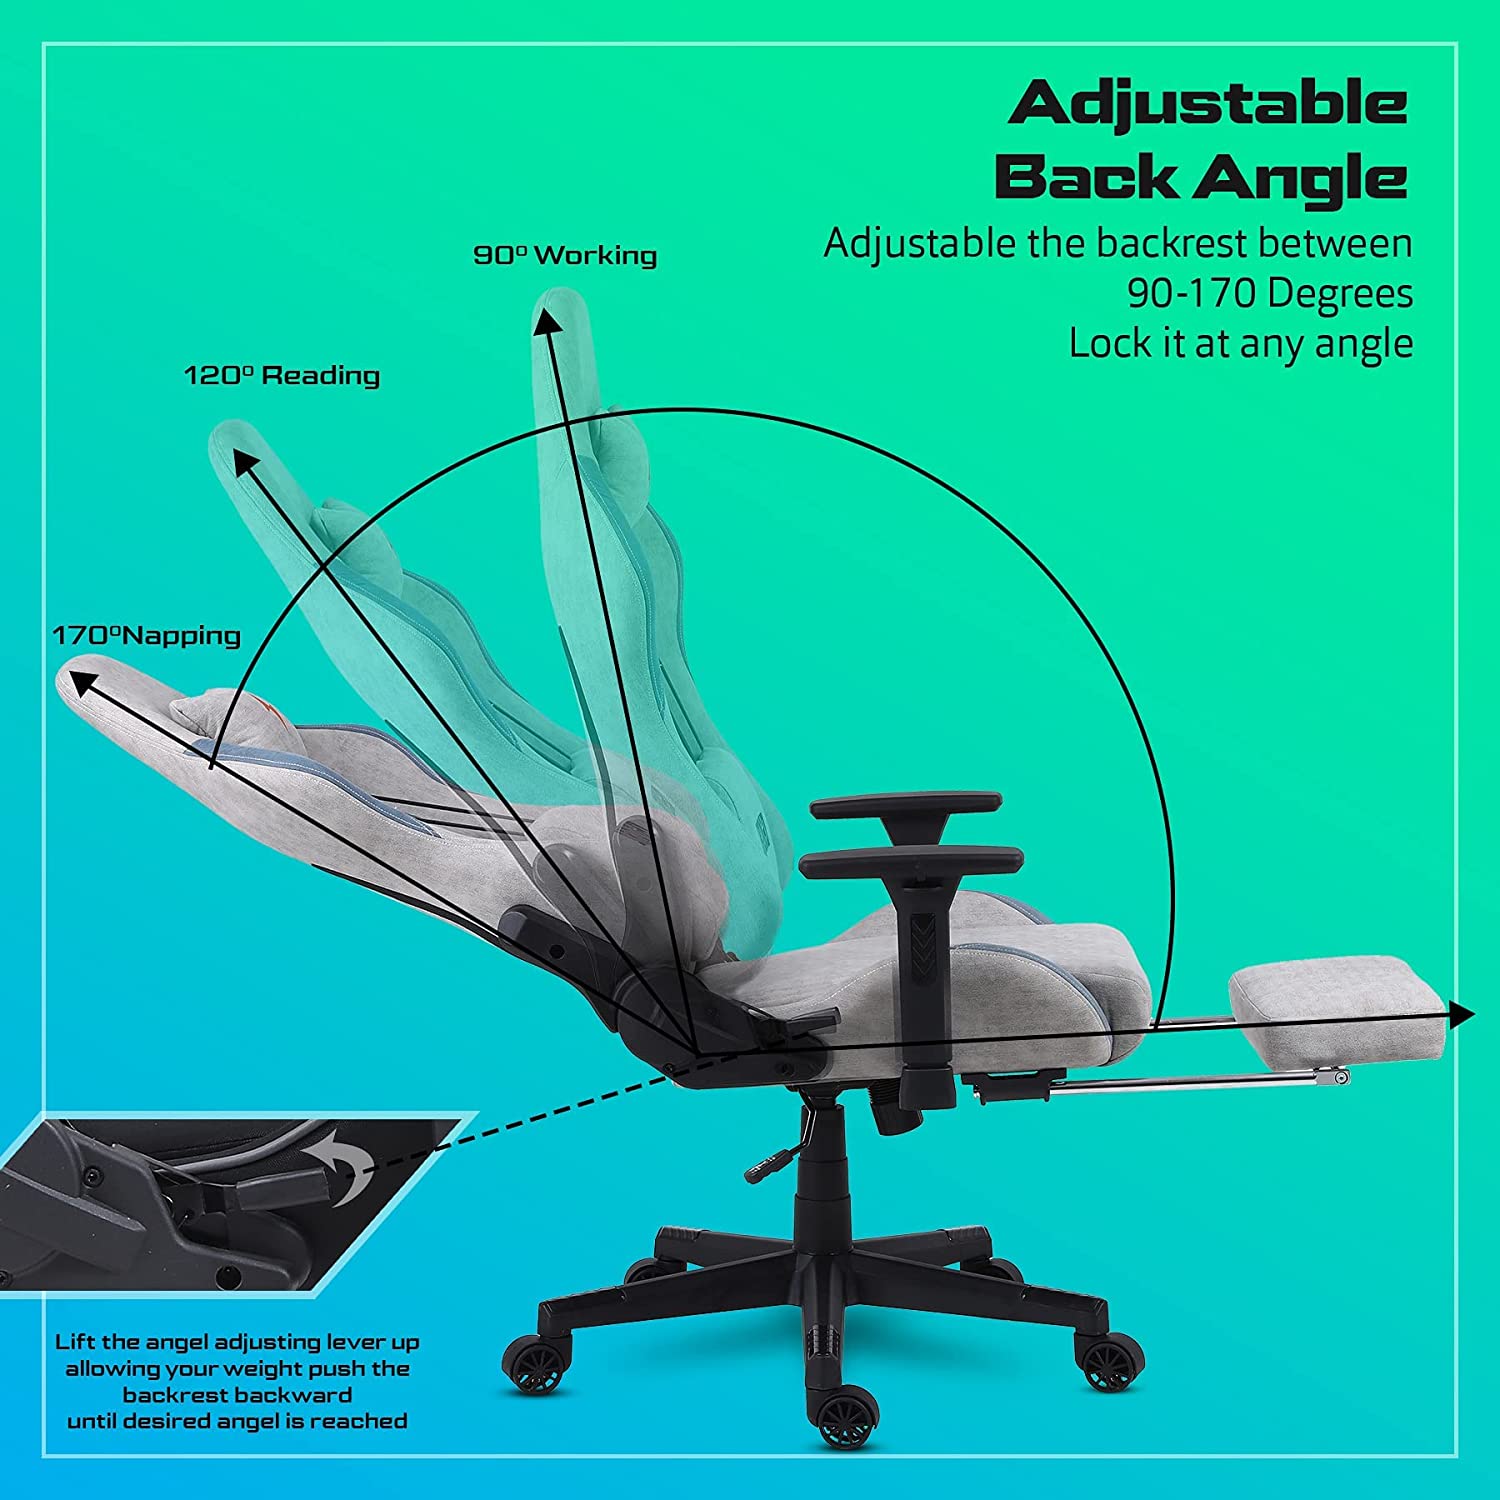 Adjustable
Back Angle
Adjustable the backrest between
90-170 Degrees
Lock it at any angle
90º Working
120º Reading
170ºNapping
Lift the angel adjusting lever up
allowing your weight push the
backrest backward
until desired angel is reached